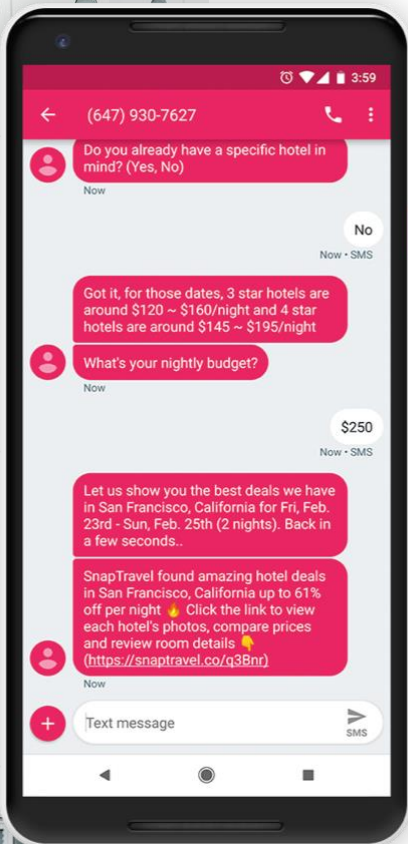 3:59
(647) 930-7627
Do you already have a specific hotel in
mind? (Yes, No)
Now
No
Now • SMS
Got it, for those dates, 3 star hotels are
around $120 ~ $160/night and 4 star
hotels are around $145 ~ $195/night
What's your nightly budget?
Now
$250
Now • SMS
Let us show you the best deals we have
in San Francisco, California for Fri, Feb.
23rd - Sun, Feb. 25th (2 nights). Back in
a few seconds..
SnapTravel found amazing hotel deals
in San Francisco, California up to 61%
off per night 🔥 Click the link to view
each hotel's photos, compare prices
and review room details 👇
(https://snaptravel.co/q3Bnr)
Now
Text message
SMS